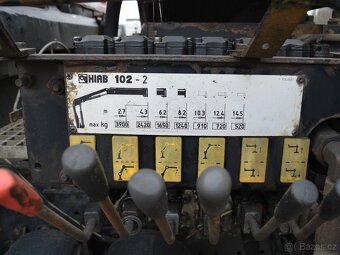 HIAB 102-2
m 2.7 4.3 6.2 8.2 10.3 12.4 14.5
max kg 3900 2420 1650 1240 910 720 520
bazos.cz